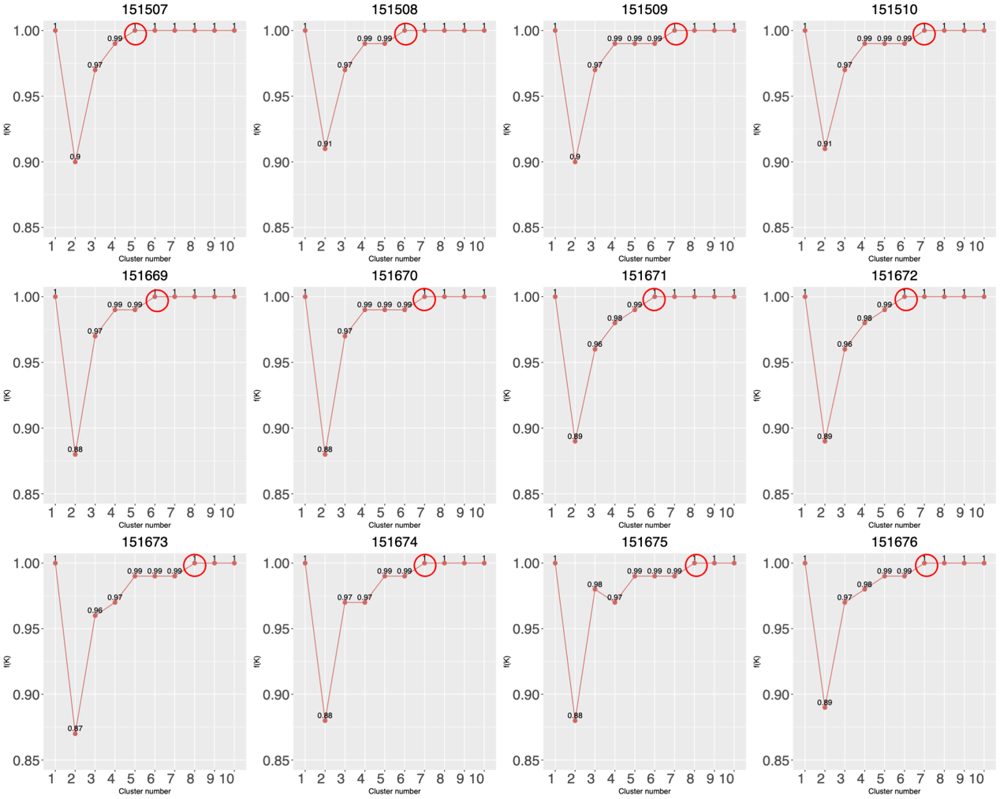 151507
151508
151509
151510
1 0.9 0.97 0.99 1 1 1 1 1 1
1 0.91 0.97 0.99 0.99 1 1 1 1 1
1 0.9 0.97 0.99 0.99 0.99 1 1 1 1
1 0.91 0.97 0.99 0.99 0.99 1 1 1 1
f(K) 1.00 0.95 0.90 0.85
f(K) 1.00 0.95 0.90 0.85
f(K) 1.00 0.95 0.90 0.85
f(K) 1.00 0.95 0.90 0.85
1 2 3 4 5 6 7 8 9 10
1 2 3 4 5 6 7 8 9 10
1 2 3 4 5 6 7 8 9 10
1 2 3 4 5 6 7 8 9 10
Cluster number
Cluster number
Cluster number
Cluster number
151669
151670
151671
151672
1 0.88 0.97 0.99 0.99 1 1 1 1 1
1 0.88 0.97 0.99 0.99 0.99 1 1 1 1
1 0.89 0.96 0.98 0.99 1 1 1 1 1
1 0.89 0.96 0.98 0.99 1 1 1 1 1
f(K) 1.00 0.95 0.90 0.85
f(K) 1.00 0.95 0.90 0.85
f(K) 1.00 0.95 0.90 0.85
f(K) 1.00 0.95 0.90 0.85
1 2 3 4 5 6 7 8 9 10
1 2 3 4 5 6 7 8 9 10
1 2 3 4 5 6 7 8 9 10
1 2 3 4 5 6 7 8 9 10
Cluster number
Cluster number
Cluster number
Cluster number
151673
151674
151675
151676
1 0.87 0.96 0.97 0.99 0.99 0.99 1 1 1
1 0.88 0.97 0.97 0.99 0.99 1 1 1 1
1 0.88 0.98 0.97 0.99 0.99 0.99 1 1 1
1 0.89 0.97 0.98 0.99 0.99 1 1 1 1
f(K) 1.00 0.95 0.90 0.85
f(K) 1.00 0.95 0.90 0.85
f(K) 1.00 0.95 0.90 0.85
f(K) 1.00 0.95 0.90 0.85
1 2 3 4 5 6 7 8 9 10
1 2 3 4 5 6 7 8 9 10
1 2 3 4 5 6 7 8 9 10
1 2 3 4 5 6 7 8 9 10
Cluster number
Cluster number
Cluster number
Cluster number